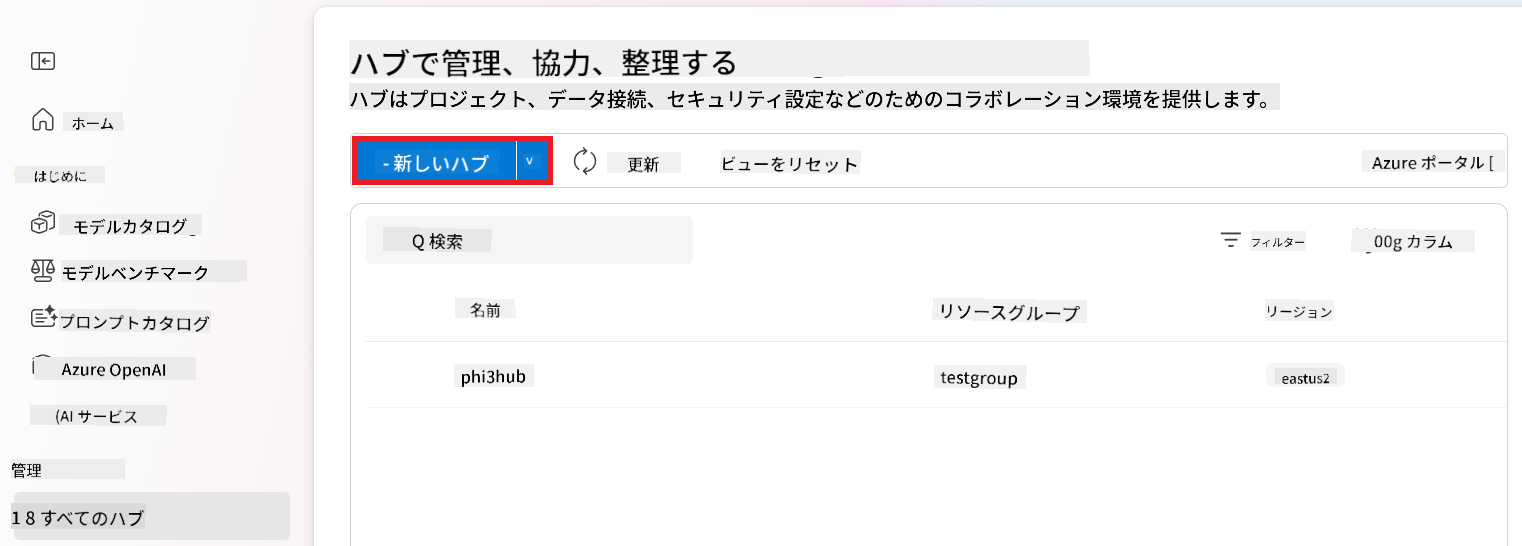 ホーム
はじめに
モデルカタログ_
モデルベンチマーク
プロンプトカタログ
Azure OpenAI
(AI サービス
管理
1 8 すべてのハブ
ハブで管理、協力、整理する
ハブはプロジェクト、データ接続、セキュリティ設定などのためのコラボレーション環境を提供します。
- 新しいハブ v
更新
ビューをリセット
Azure ポータル [
Q 検索
フィルター
00g カラム
名前 リソースグループ リージョン
phi3hub testgroup eastus2